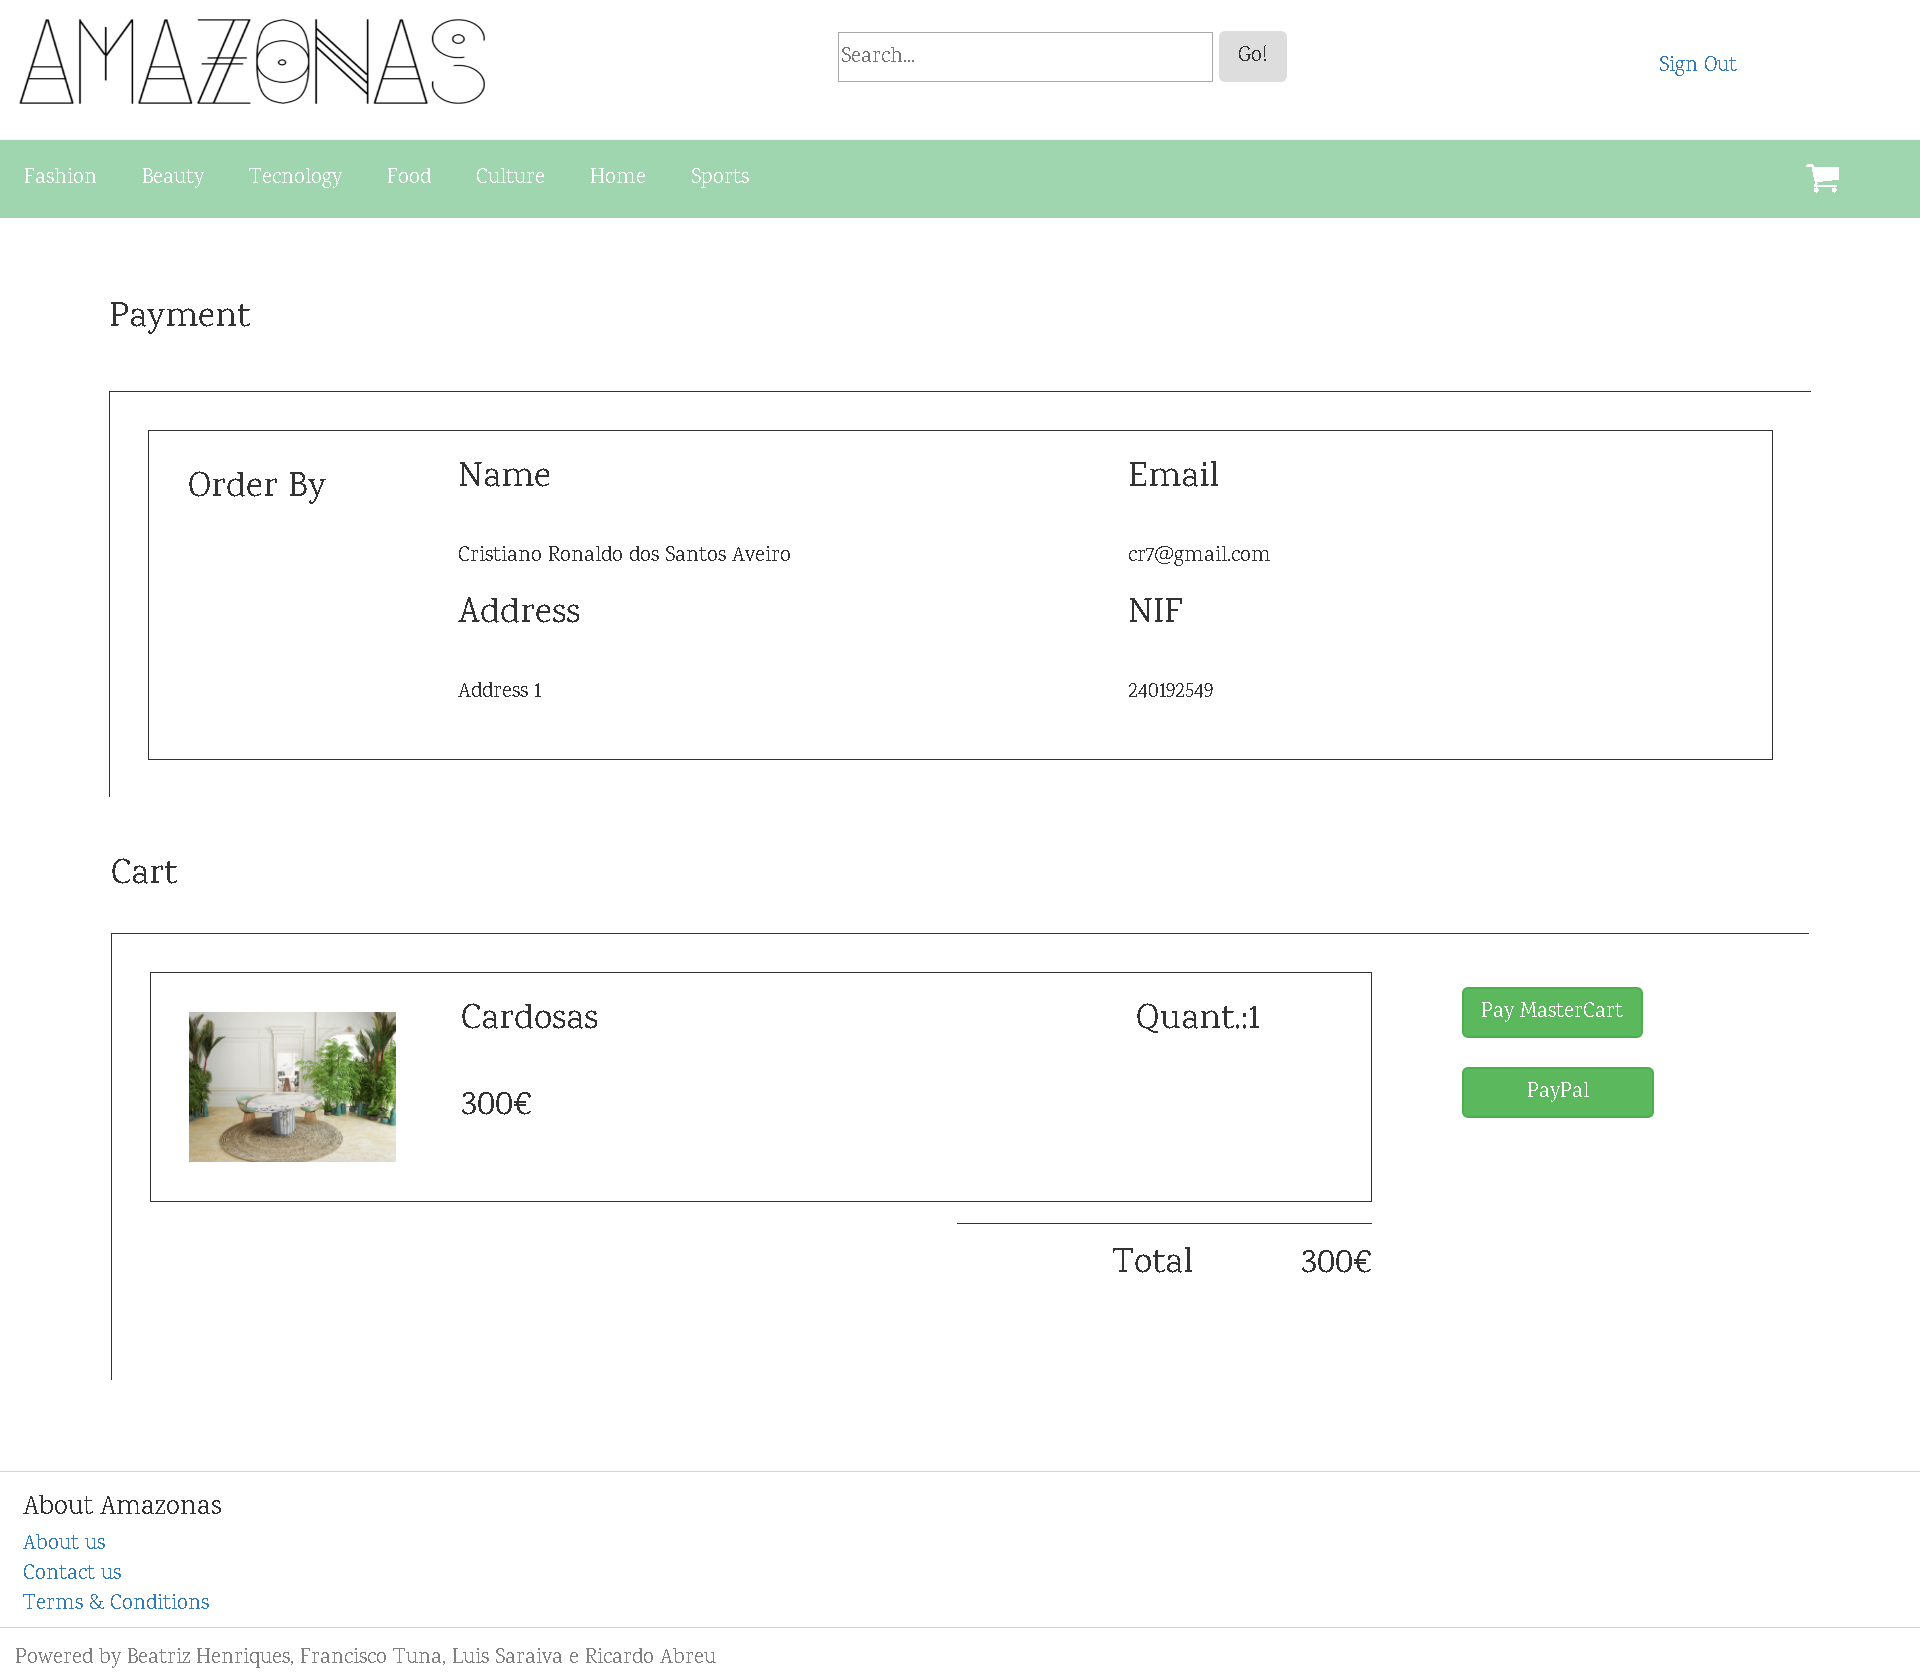 AMAZONAS
Search...
Go!
Sign Out
Fashion Beauty Tecnology Food Culture Home Sports
Payment
Order By
Name
Email
Cristiano Ronaldo dos Santos Aveiro
cr7@gmail.com
Address
NIF
Address 1
240192549
Cart
Cardosas
Quant.:1
300€
Pay MasterCart
PayPal
Total 300€
About Amazonas
About us
Contact us
Terms & Conditions
Powered by Beatriz Henriques, Francisco Tuna, Luis Saraiva e Ricardo Abreu